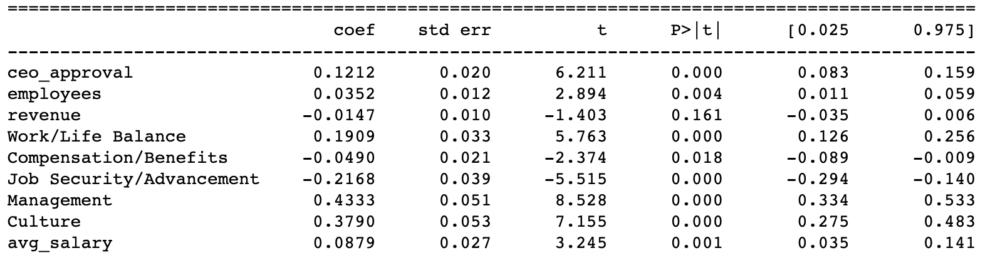 ==============================================================================================
coef std err t P>|t| [0.025 0.975]
----------------------------------------------------------------------------------------------
ceo_approval 0.1212 0.020 6.211 0.000 0.083 0.159
employees 0.0352 0.012 2.894 0.004 0.011 0.059
revenue -0.0147 0.010 -1.403 0.161 -0.035 0.006
Work/Life Balance 0.1909 0.033 5.763 0.000 0.126 0.256
Compensation/Benefits -0.0490 0.021 -2.374 0.018 -0.089 -0.009
Job Security/Advancement -0.2168 0.039 -5.515 0.000 -0.294 -0.140
Management 0.4333 0.051 8.528 0.000 0.334 0.533
Culture 0.3790 0.053 7.155 0.000 0.275 0.483
avg_salary 0.0879 0.027 3.245 0.001 0.035 0.141